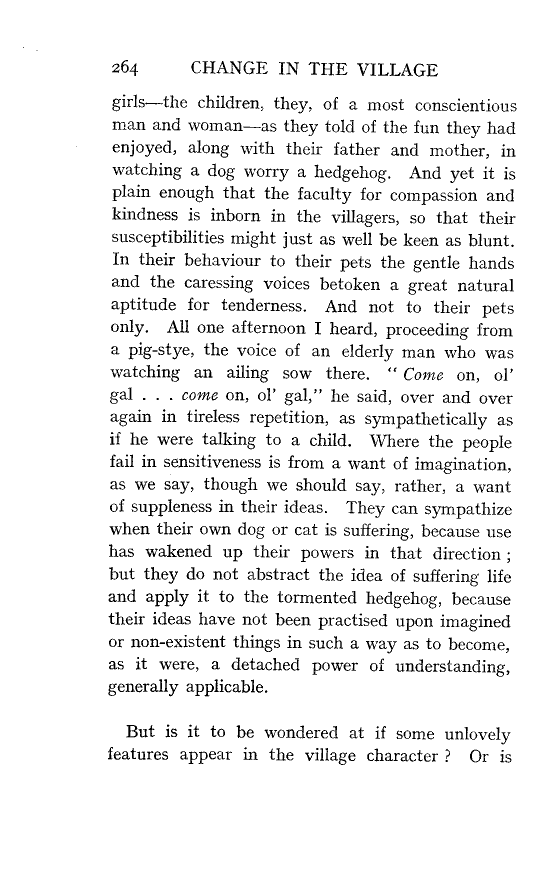 264 CHANGE IN THE VILLAGE
girls—the children, they, of a most conscientious
man and woman—as they told of the fun they had
enjoyed, along with their father and mother, in
watching a dog worry a hedgehog. And yet it is
plain enough that the faculty for compassion and
kindness is inborn in the villagers, so that their
susceptibilities might just as well be keen as blunt.
In their behaviour to their pets the gentle hands
and the caressing voices betoken a great natural
aptitude for tenderness. And not to their pets
only. All one afternoon I heard, proceeding from
a pig-stye, the voice of an elderly man who was
watching an ailing sow there. " Come on, ol'
gal . . . come on, ol' gal," he said, over and over
again in tireless repetition, as sympathetically as
if he were talking to a child. Where the people
fail in sensitiveness is from a want of imagination,
as we say, though we should say, rather, a want
of suppleness in their ideas. They can sympathize
when their own dog or cat is suffering, because use
has wakened up their powers in that direction ;
but they do not abstract the idea of suffering life
and apply it to the tormented hedgehog, because
their ideas have not been practised upon imagined
or non-existent things in such a way as to become,
as it were, a detached power of understanding,
generally applicable.
But is it to be wondered at if some unlovely
features appear in the village character ? Or is